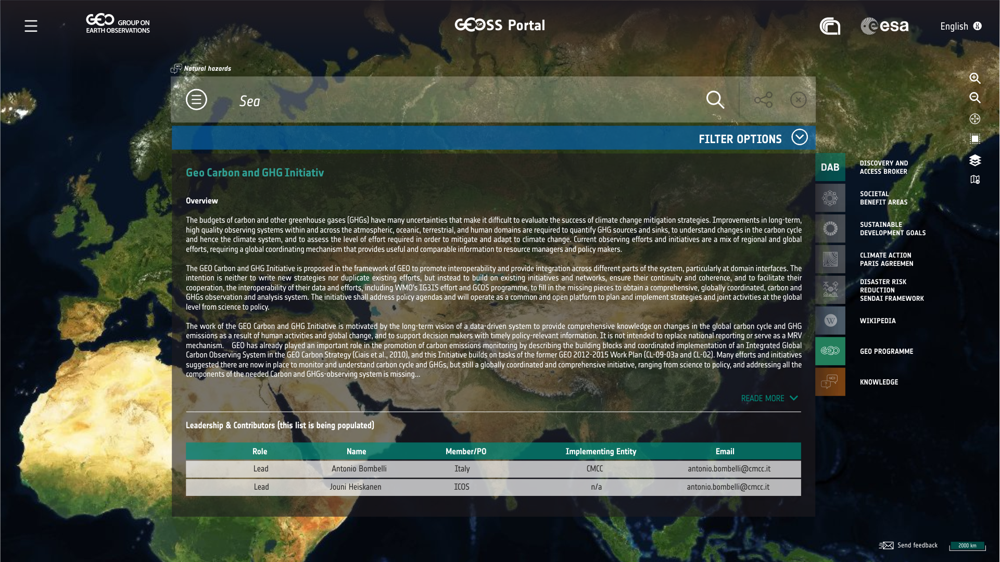 GEO GROUP ON
EARTH OBSERVATIONS
GEOSS Portal
esa
English
Natural hazards
Sea
FILTER OPTIONS
Geo Carbon and GHG Initiativ
Overview
The budgets of carbon and other greenhouse gases (GHGs) have many uncertainties that make it difficult to evaluate the success of climate change mitigation strategies. Improvements in long-term,
high quality observing systems within and across the atmospheric, oceanic, terrestrial, and human domains are required to quantify GHG sources and sinks, to understand changes in the carbon cycle
and hence the climate system, and to assess the level of effort required in order to mitigate and adapt to climate change. Current observing efforts and initiatives are a mix of regional and global
efforts, requiring a global coordinating mechanism that provides useful and comparable information to resource managers and policy makers.
The GEO Carbon and GHG Initiative is proposed in the framework of GEO to promote interoperability and provide integration across different parts of the system, particularly at domain interfaces. The
intention is neither to write new strategies nor duplicate existing efforts, but instead to build on existing initiatives and networks, ensure their continuity and coherence, and to facilitate their
cooperation, the interoperability of their data and efforts, including WMO's IG3IS effort and GCOS programme, to fill in the missing pieces to obtain a comprehensive, globally coordinated, carbon and
GHGs observation and analysis system. The initiative shall address policy agendas and will operate as a common and open platform to plan and implement strategies and joint activities at the global
level from science to policy.
The work of the GEO Carbon and GHG Initiative is motivated by the long-term vision of a data-driven system to provide comprehensive knowledge on changes in the global carbon cycle and GHG
emissions as a result of human activities and global change, and to support decision makers with timely policy-relevant information. It is not intended to replace national reporting or serve as a MRV
mechanism. GEO has already played an important role in the promotion of carbon emissions monitoring by describing the building blocks and coordinated implementation of an Integrated Global
Carbon Observing System in the GEO Carbon Strategy (Ciais et al., 2010), and this Initiative builds on tasks of the former GEO 2012-2015 Work Plan (CL-09-03a and CL-02). Many efforts and initiatives
suggested there are now in place to monitor and understand carbon cycle and GHGs, but still a globally coordinated and comprehensive initiative, ranging from science to policy, and addressing all the
components of the needed Carbon and GHGs-observing system is missing...
READE MORE
Leadership & Contributors (this list is being populated)
Role Name Member/PO Implementing Entity Email
Lead Antonio Bombelli Italy CMCC antonio.bombelli@cmcc.it
Lead Jouni Heiskanen ICOS n/a antonio.bombelli@cmcc.it
DAB
DISCOVERY AND
ACCESS BROKER
SOCIETAL
BENEFIT AREAS
SUSTAINABLE
DEVELOPMENT GOALS
CLIMATE ACTION
PARIS AGREEMEN
DISASTER RISK
REDUCTION
SENDAI FRAMEWORK
W
WIKIPEDIA
GEO
GEO PROGRAMME
GEO
?
KNOWLEDGE
Send feedback
2000 km